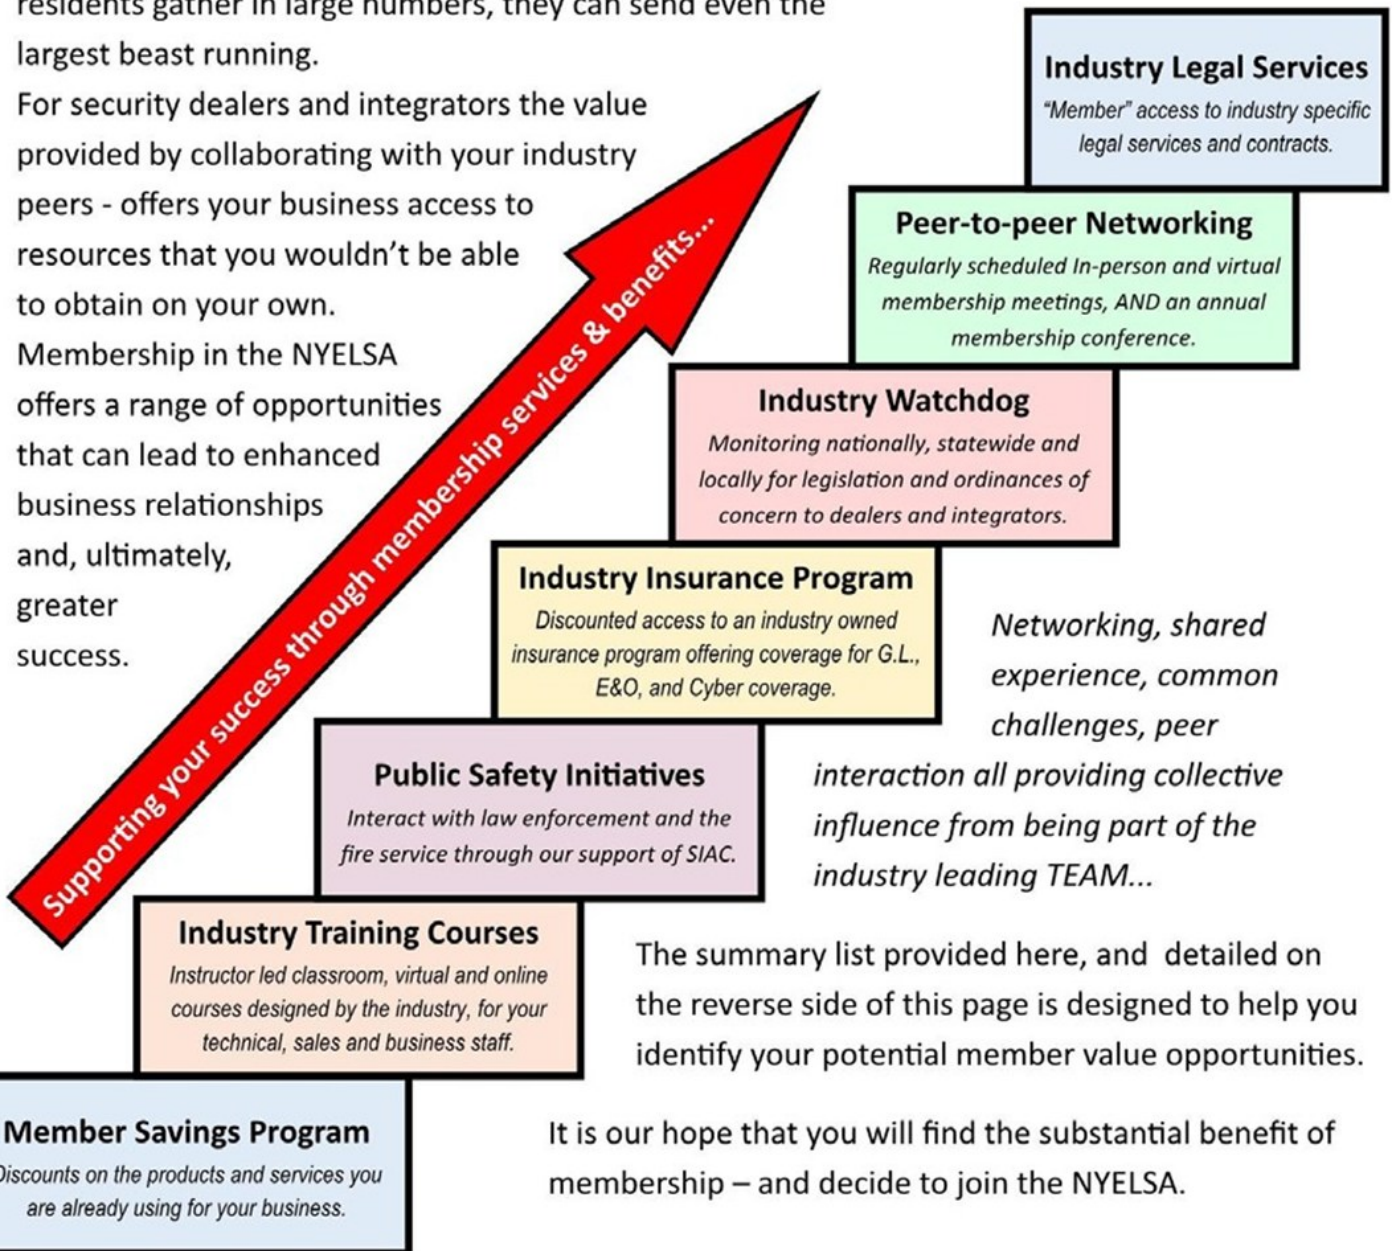 residents gather in large numbers, they can send even the
largest beast running.
For security dealers and integrators the value
provided by collaborating with your industry
peers - offers your business access to
resources that you wouldn't be able
to obtain on your own.
Membership in the NYELSA
offers a range of opportunities
that can lead to enhanced
business relationships
and, ultimately,
greater
success.
Supporting your success through membership services & benefits...
Industry Legal Services
“Member” access to industry specific
legal services and contracts.
Peer-to-peer Networking
Regularly scheduled In-person and virtual
membership meetings, AND an annual
membership conference.
Industry Watchdog
Monitoring nationally, statewide and
locally for legislation and ordinances of
concern to dealers and integrators.
Industry Insurance Program
Discounted access to an industry owned
insurance program offering coverage for G.L.,
E&O, and Cyber coverage.
Public Safety Initiatives
Interact with law enforcement and the
fire service through our support of SIAC.
Industry Training Courses
Instructor led classroom, virtual and online
courses designed by the industry, for your
technical, sales and business staff.
Member Savings Program
Discounts on the products and services you
are already using for your business.
Networking, shared
experience, common
challenges, peer
interaction all providing collective
influence from being part of the
industry leading TEAM...
The summary list provided here, and  detailed on
the reverse side of this page is designed to help you
identify your potential member value opportunities.
It is our hope that you will find the substantial benefit of
membership – and decide to join the NYELSA.